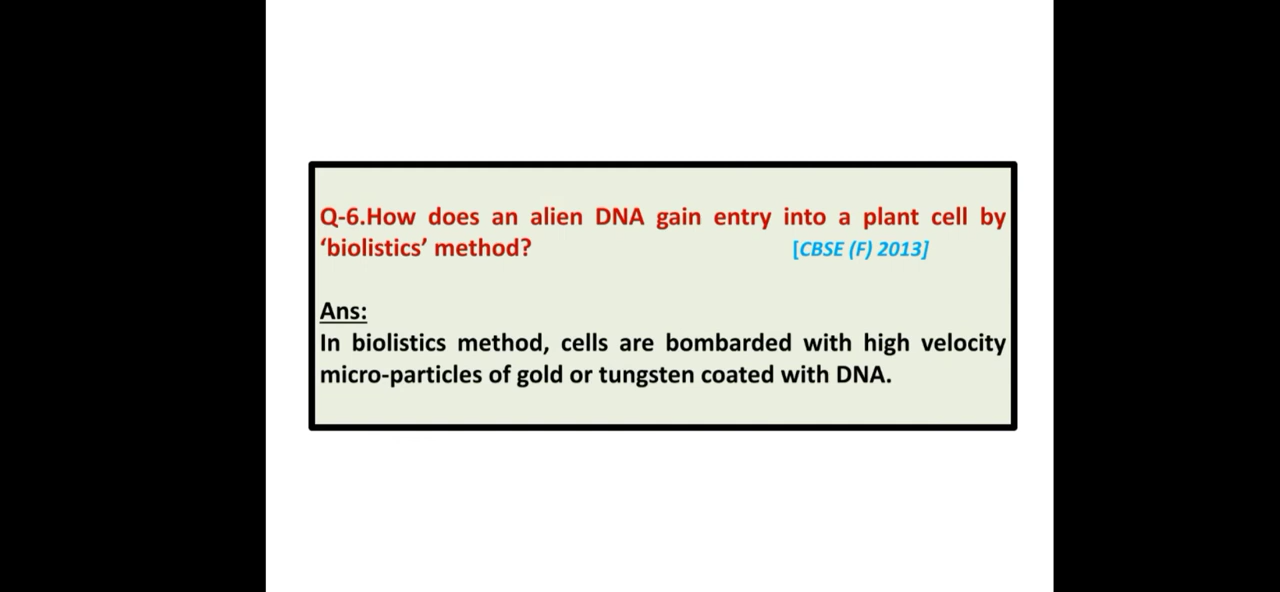 Q-6.How does an alien DNA gain entry into a plant cell by
‘biolistics’ method? [CBSE (F) 2013]
Ans:
In biolistics method, cells are bombarded with high velocity
micro-particles of gold or tungsten coated with DNA.